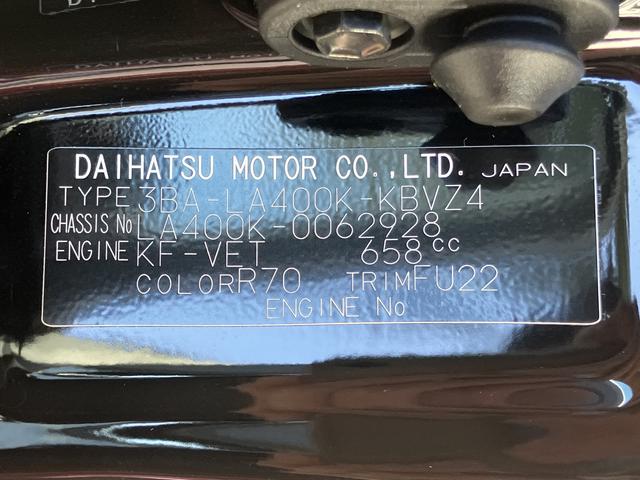 DAIHATSU MOTOR CO.,LTD. JAPAN
TYPE 3BA-LA400K-KBVZ4
CHASSIS No LA400K-0062928
ENGINE KF-VET 658cc
COLOR R70 TRIM FU22
ENGINE No